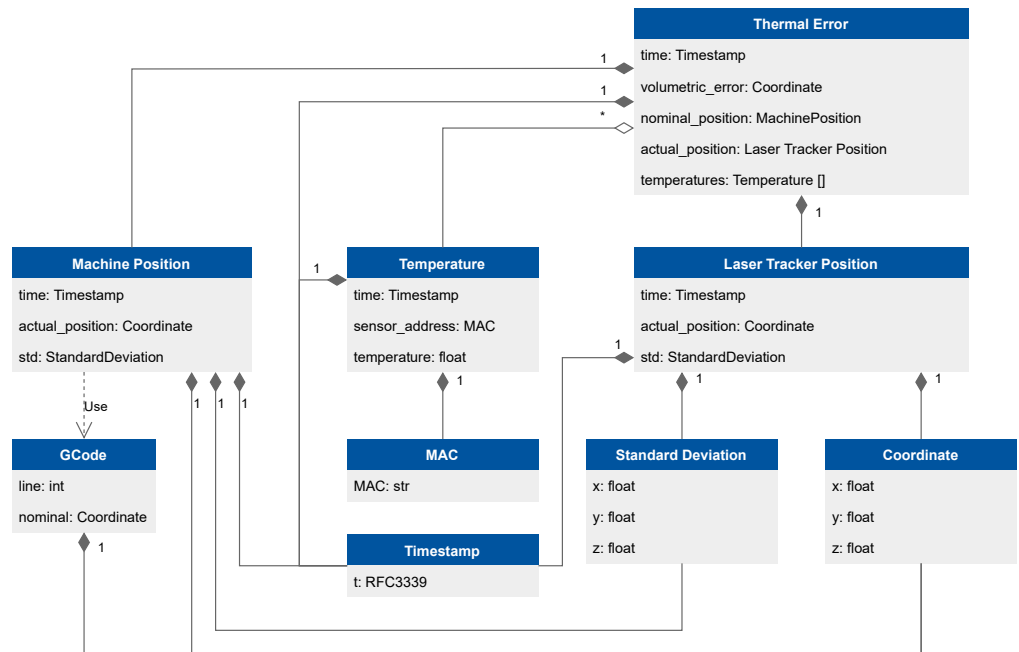 Thermal Error
time: Timestamp
volumetric_error: Coordinate
nominal_position: MachinePosition
actual_position: Laser Tracker Position
temperatures: Temperature []
1
1
*
1
Machine Position
time: Timestamp
actual_position: Coordinate
std: StandardDeviation
1
Temperature
time: Timestamp
sensor_address: MAC
temperature: float
Laser Tracker Position
time: Timestamp
actual_position: Coordinate
std: StandardDeviation
1
Use
1
1
1
1
1
1
GCode
line: int
nominal: Coordinate
1
MAC
MAC: str
Standard Deviation
x: float
y: float
z: float
Coordinate
x: float
y: float
z: float
Timestamp
t: RFC3339